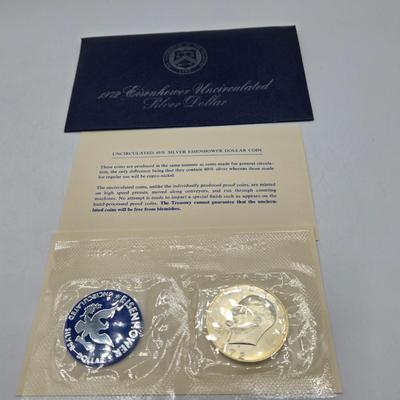 1972 Eisenhower Uncirculated
Silver Dollar
UNCIRCULATED 40% SILVER EISENHOWER DOLLAR COINS
These coins are produced in the same manner as coins made for general circula-
tion, the only difference being that they contain 40% silver whereas those made
for regular use will be cupro-nickel.
The uncirculated coins, unlike the individually produced proof coins, are minted
on high speed presses, moved along conveyors, and run through counting
machines. No attempt is made to impart a special finish such as appears on the
hand-processed proof coins. The Treasury cannot guarantee that the uncircu-
lated coins will be free from blemishes.
EISENHOWER
UNCIRCULATED